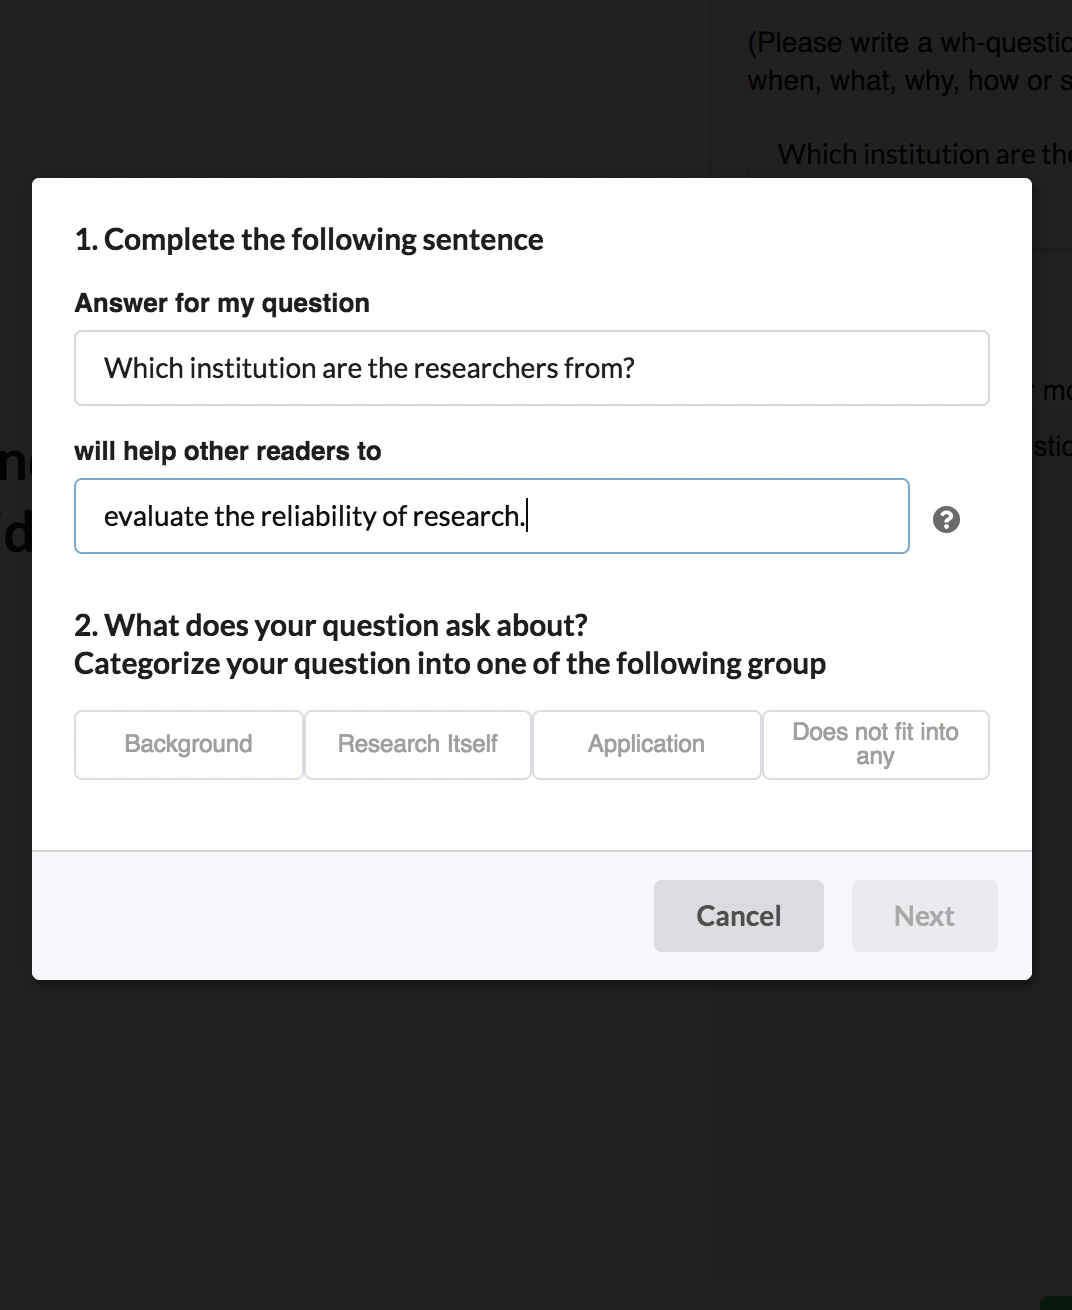 (Please write a wh-questio
when, what, why, how or s
Which institution are the
1. Complete the following sentence
Answer for my question
Which institution are the researchers from?
will help other readers to
evaluate the reliability of research.
2. What does your question ask about?
Categorize your question into one of the following group
Background
Research Itself
Application
Does not fit into
any
Cancel
Next